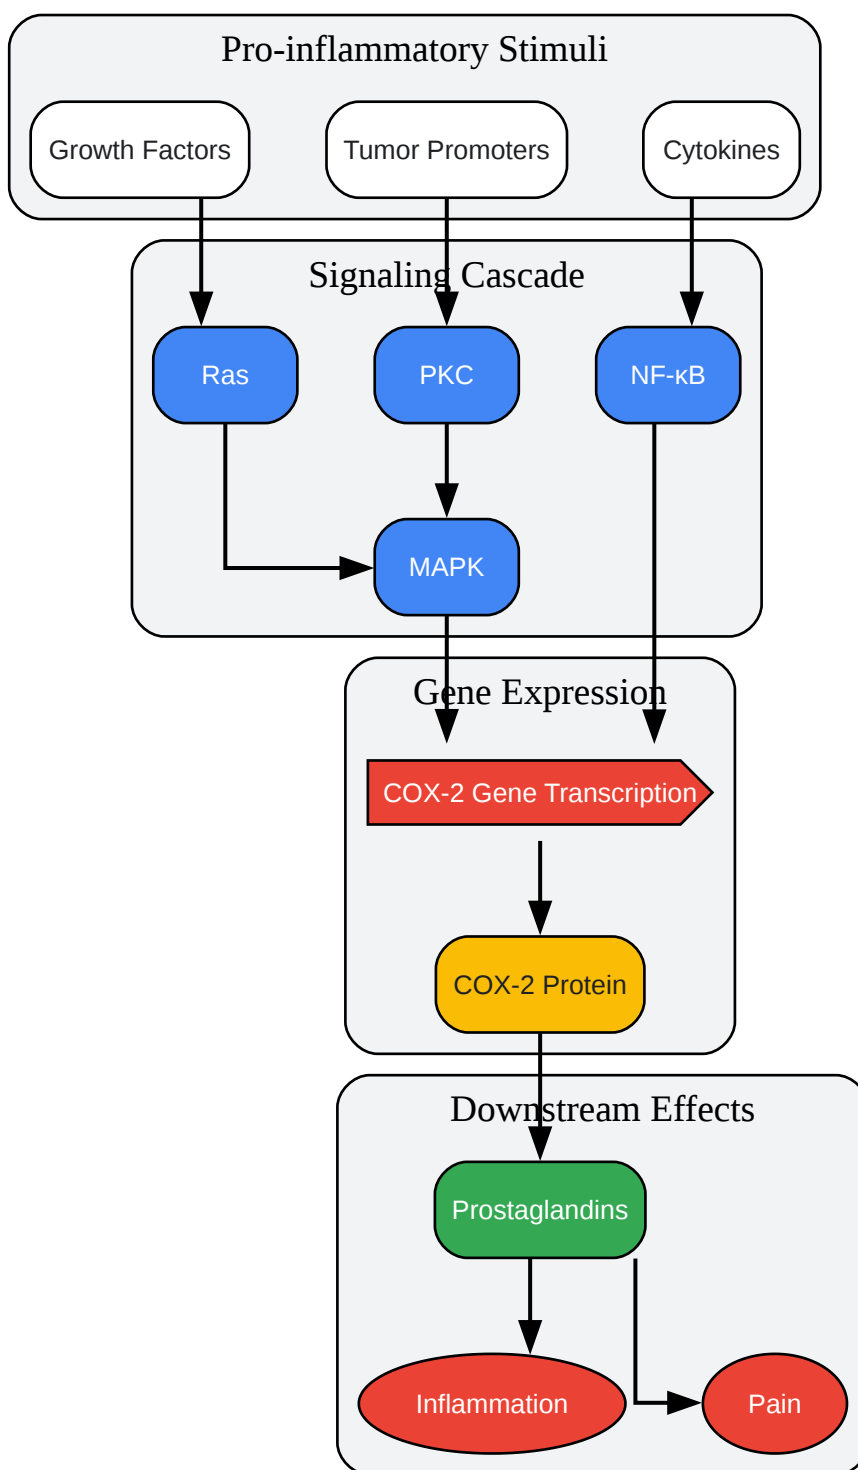 Pro-inflammatory Stimuli
Growth Factors
Tumor Promoters
Cytokines
Signaling Cascade
Ras
PKC
NF-κB
MAPK
Gene Expression
COX-2 Gene Transcription
COX-2 Protein
Downstream Effects
Prostaglandins
Inflammation
Pain